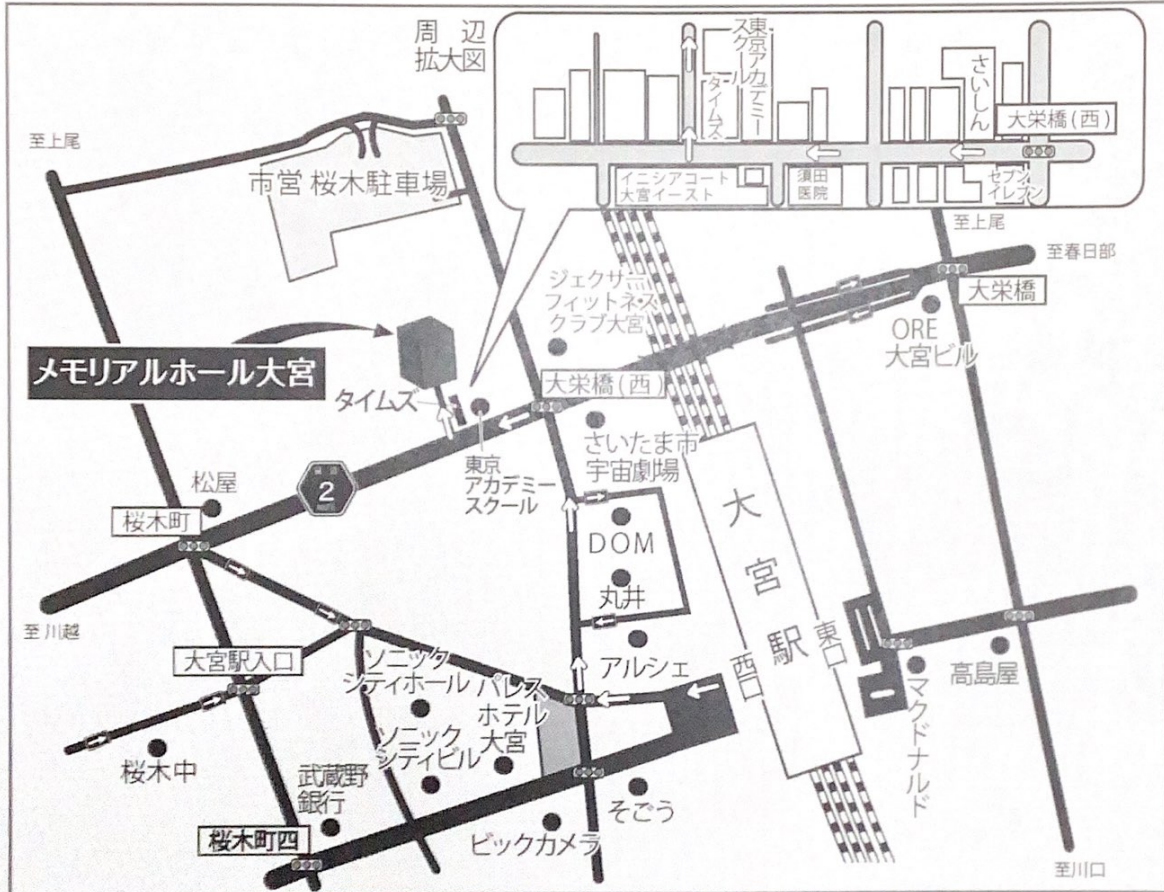 周辺
拡大図
東京アカデミー
スクール
タイムズ
さいしん
大栄橋(西)
イニシアコート
大宮イースト
須田
医院
セブン
イレブン
至上尾
市営 桜木駐車場
至上尾
至春日部
大栄橋
ジェクサー
フィットネス
クラブ大宮
ORE
大宮ビル
メモリアルホール大宮
タイムズ
大栄橋(西)
東京
アカデミー
スクール
さいたま市
宇宙劇場
松屋
2
桜木町
DOM
丸井
大宮駅
東口
西口
至川越
大宮駅入口
ソニック
シティホール
パレス
ホテル
大宮
アルシェ
高島屋
マクドナルド
桜木中
ソニック
シティビル
武蔵野
銀行
そごう
ビックカメラ
桜木町四
至川口